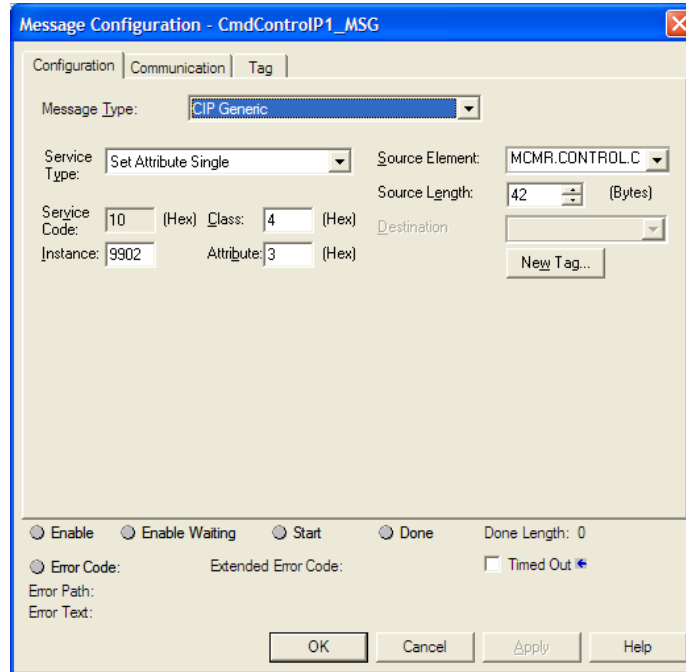 Message Configuration - CmdControlP1_MSG
Configuration Communication Tag
Message Type: CIP Generic
Service Type: Set Attribute Single Source Element: MCMR.CONTROL.C
Source Length: 42 (Bytes)
Service Code: 10 (Hex) Class: 4 (Hex) Destination
Instance: 9902 Attribute: 3 (Hex)
New Tag...
Enable Enable Waiting Start Done Done Length: 0
Error Code: Extended Error Code: Timed Out
Error Path:
Error Text:
OK Cancel Apply Help